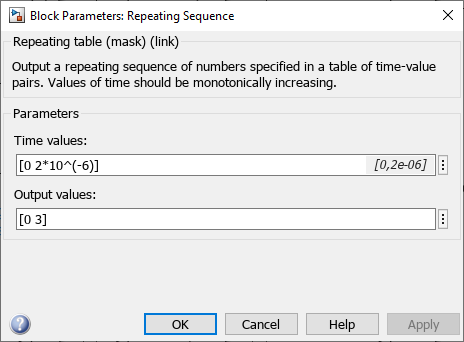 Block Parameters: Repeating Sequence
Repeating table (mask) (link)
Output a repeating sequence of numbers specified in a table of time-value
pairs. Values of time should be monotonically increasing.
Parameters
Time values:
[0 2*10^(-6)] [0,2e-06]
Output values:
[0 3]
OK Cancel Help Apply